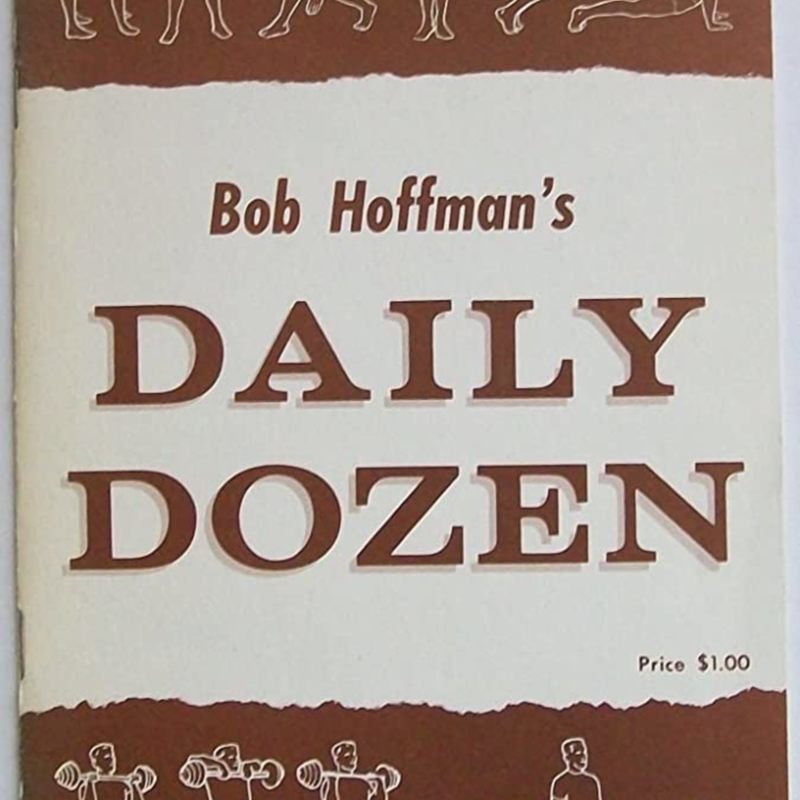 Bob Hoffman's
DAILY
DOZEN
Price $1.00